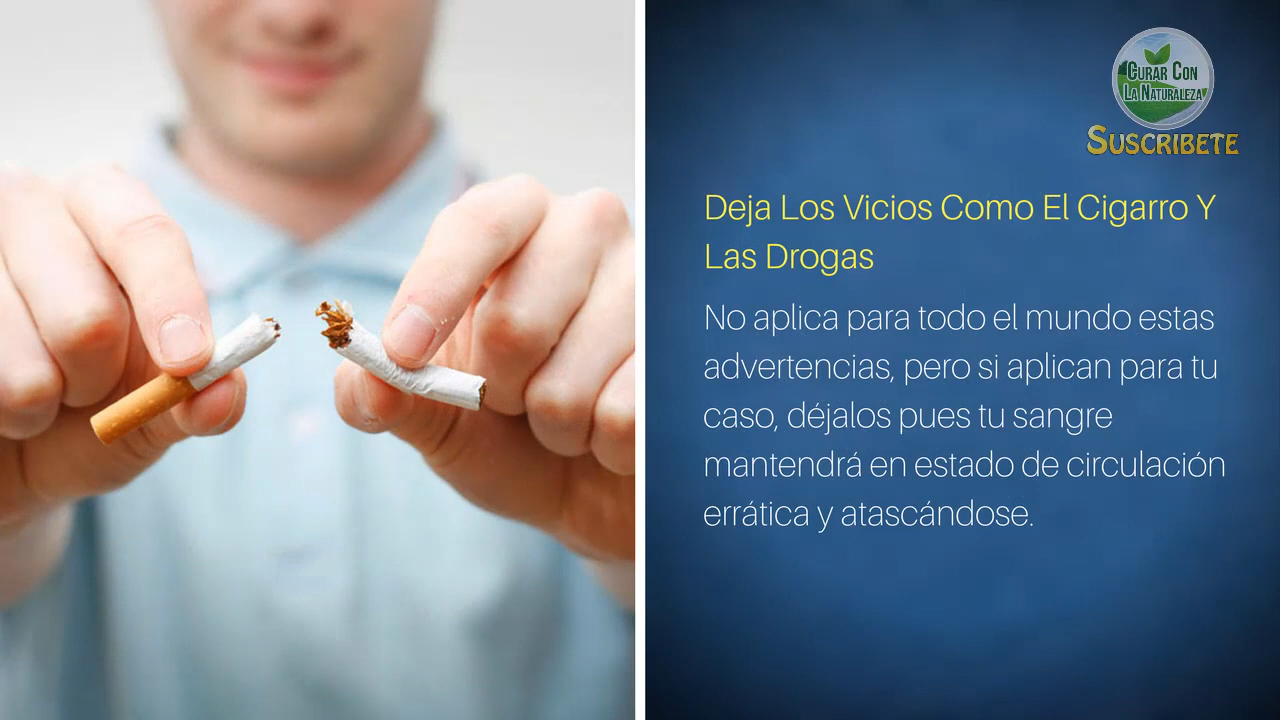 Curar Con
La Naturaleza
Suscribete
Deja Los Vicios Como El Cigarro Y
Las Drogas
No aplica para todo el mundo estas
advertencias, pero si aplican para tu
caso, déjalos pues tu sangre
mantendrá en estado de circulación
errática y atascándose.